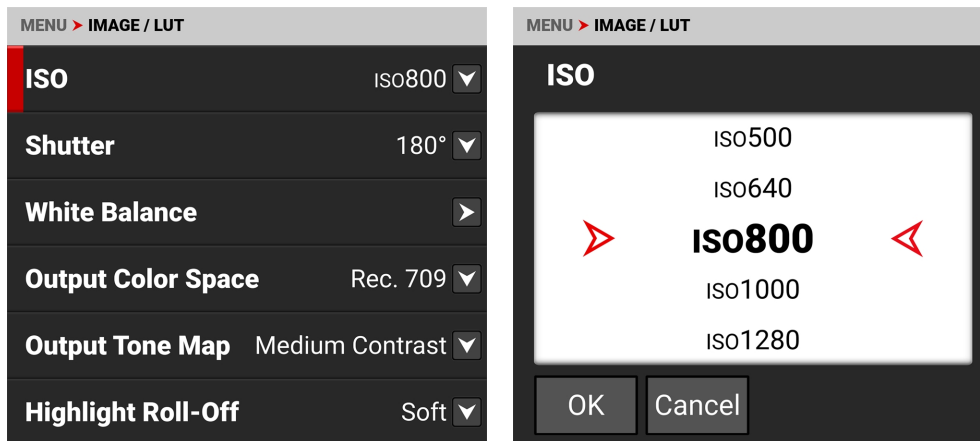 MENU ➤ IMAGE / LUT
ISO ISO800
Shutter 180°
White Balance
Output Color Space Rec. 709
Output Tone Map Medium Contrast
Highlight Roll-Off Soft
MENU ➤ IMAGE / LUT
ISO
ISO500
ISO640
ISO800
ISO1000
ISO1280
OK Cancel